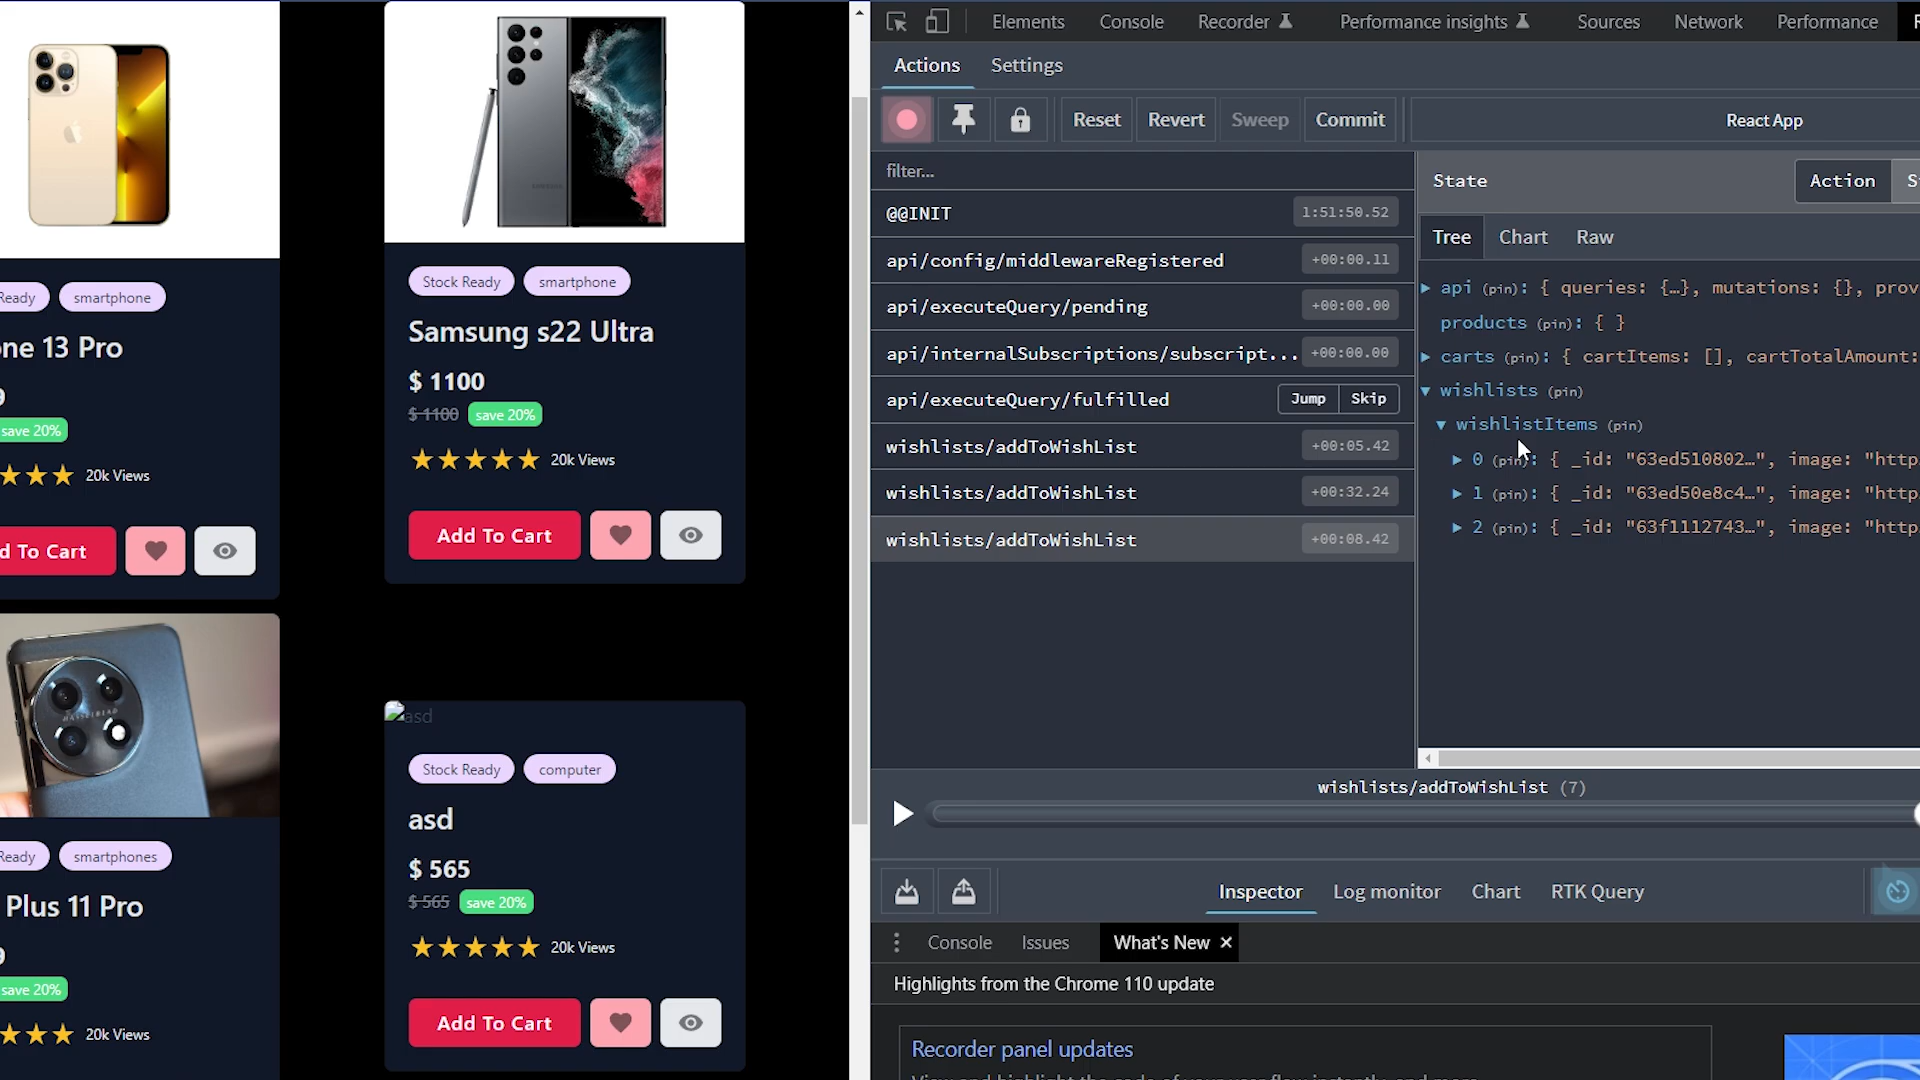 Ready
smartphone
ne 13 Pro
9
save 20%
20k Views
d To Cart
HASSELBLAD
Ready
smartphones
Plus 11 Pro
9
save 20%
20k Views
SAMSUNG
Stock Ready
smartphone
Samsung s22 Ultra
$ 1100
$ 1100
save 20%
20k Views
Add To Cart
asd
Stock Ready
computer
asd
$ 565
$ 565
save 20%
20k Views
Add To Cart
Elements
Console
Recorder
Performance insights
Sources
Network
Performance
Actions
Settings
Reset
Revert
Sweep
Commit
React App
filter...
@@INIT
1:51:50.52
api/config/middlewareRegistered
+00:00.11
api/executeQuery/pending
+00:00.00
api/internalSubscriptions/subscript...
+00:00.00
api/executeQuery/fulfilled
Jump
Skip
wishlists/addToWishList
+00:05.42
wishlists/addToWishList
+00:32.24
wishlists/addToWishList
+00:08.42
State
Action
S
Tree
Chart
Raw
api (pin): { queries: {…}, mutations: {}, prov
products (pin): { }
carts (pin): { cartItems: [], cartTotalAmount:
wishlists (pin)
wishlistItems (pin)
0 (pin): { _id: "63ed510802…", image: "http
1 (pin): { _id: "63ed50e8c4…", image: "http
2 (pin): { _id: "63f1112743…", image: "http
wishlists/addToWishList (7)
Inspector
Log monitor
Chart
RTK Query
Console
Issues
What's New
Highlights from the Chrome 110 update
Recorder panel updates